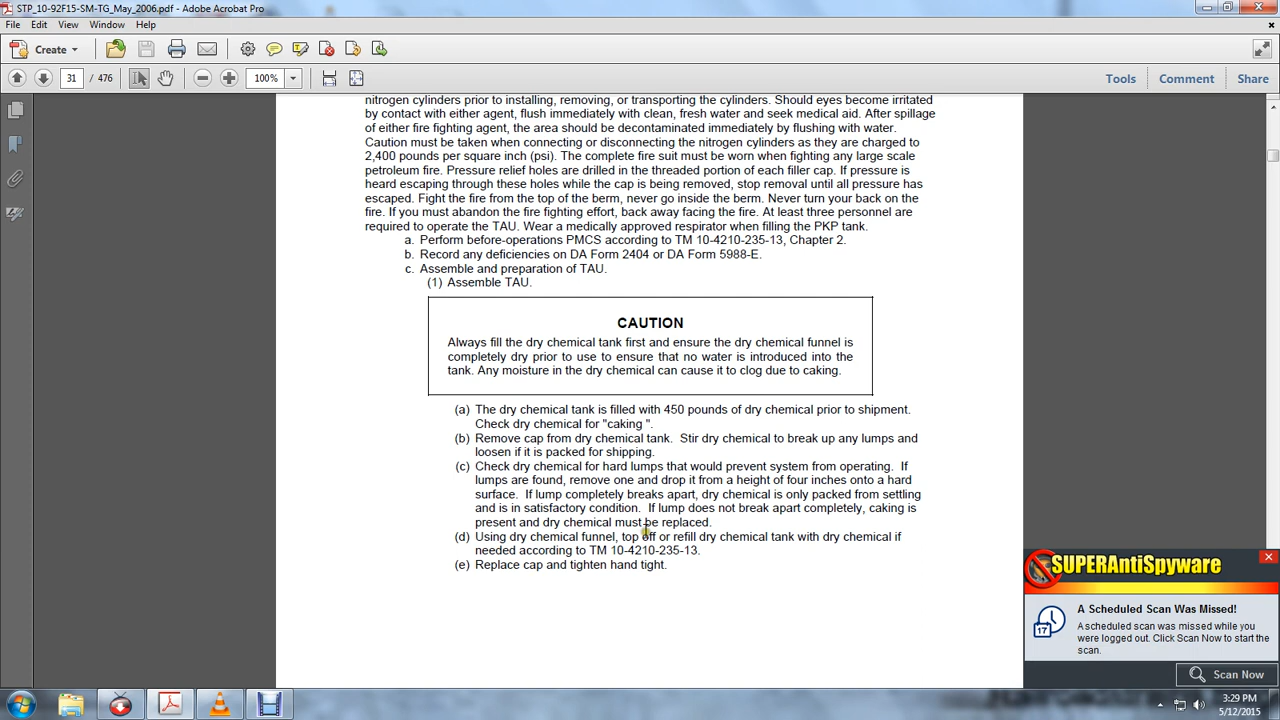 STP_10-92F15-SM-TG_May_2006.pdf - Adobe Acrobat Pro
File Edit View Window Help
Create
31 / 476 100% Tools Comment Share
nitrogen cylinders prior to installing, removing, or transporting the cylinders. Should eyes become irritated
by contact with either agent, flush immediately with clean, fresh water and seek medical aid. After spillage
of either fire fighting agent, the area should be decontaminated immediately by flushing with water.
Caution must be taken when connecting or disconnecting the nitrogen cylinders as they are charged to
2,400 pounds per square inch (psi). The complete fire suit must be worn when fighting any large scale
petroleum fire. Pressure relief holes are drilled in the threaded portion of each filler cap. If pressure is
heard escaping through these holes while the cap is being removed, stop removal until all pressure has
escaped. Fight the fire from the top of the berm, never go inside the berm. Never turn your back on the
fire. If you must abandon the fire fighting effort, back away facing the fire. At least three personnel are
required to operate the TAU. Wear a medically approved respirator when filling the PKP tank.
a. Perform before-operations PMCS according to TM 10-4210-235-13, Chapter 2.
b. Record any deficiencies on DA Form 2404 or DA Form 5988-E.
c. Assemble and preparation of TAU.
(1) Assemble TAU.
CAUTION
Always fill the dry chemical tank first and ensure the dry chemical funnel is
completely dry prior to use to ensure that no water is introduced into the
tank. Any moisture in the dry chemical can cause it to clog due to caking.
(a) The dry chemical tank is filled with 450 pounds of dry chemical prior to shipment.
Check dry chemical for "caking ".
(b) Remove cap from dry chemical tank. Stir dry chemical to break up any lumps and
loosen if it is packed for shipping.
(c) Check dry chemical for hard lumps that would prevent system from operating. If
lumps are found, remove one and drop it from a height of four inches onto a hard
surface. If lump completely breaks apart, dry chemical is only packed from settling
and is in satisfactory condition. If lump does not break apart completely, caking is
present and dry chemical must be replaced.
(d) Using dry chemical funnel, top off or refill dry chemical tank with dry chemical if
needed according to TM 10-4210-235-13.
(e) Replace cap and tighten hand tight.
SUPERAntiSpyware
A Scheduled Scan Was Missed!
17
A scheduled scan was missed while you
were logged out. Click Scan Now to start the
scan.
Scan Now
3:29 PM
5/12/2015